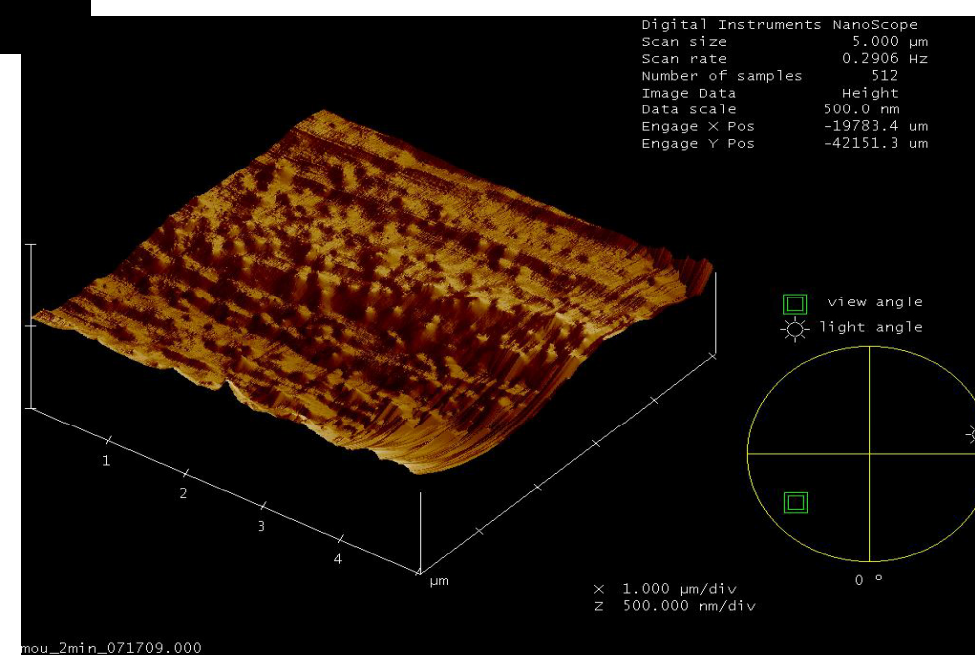 Digital Instruments NanoScope
Scan size 5.000 µm
Scan rate 0.2906 Hz
Number of samples 512
Image Data Height
Data scale 500.0 nm
Engage X Pos -19783.4 um
Engage Y Pos -42151.3 um
view angle
light angle
1
2
3
4
µm
X 1.000 µm/div
Z 500.000 nm/div
0 °
mou_2min_071709.000